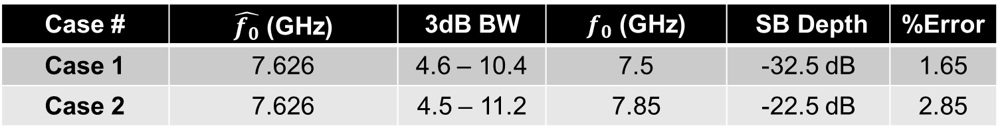 Case # $\widehat{f_0}$ (GHz) 3dB BW $f_0$ (GHz) SB Depth %Error
Case 1 7.626 4.6 – 10.4 7.5 -32.5 dB 1.65
Case 2 7.626 4.5 – 11.2 7.85 -22.5 dB 2.85